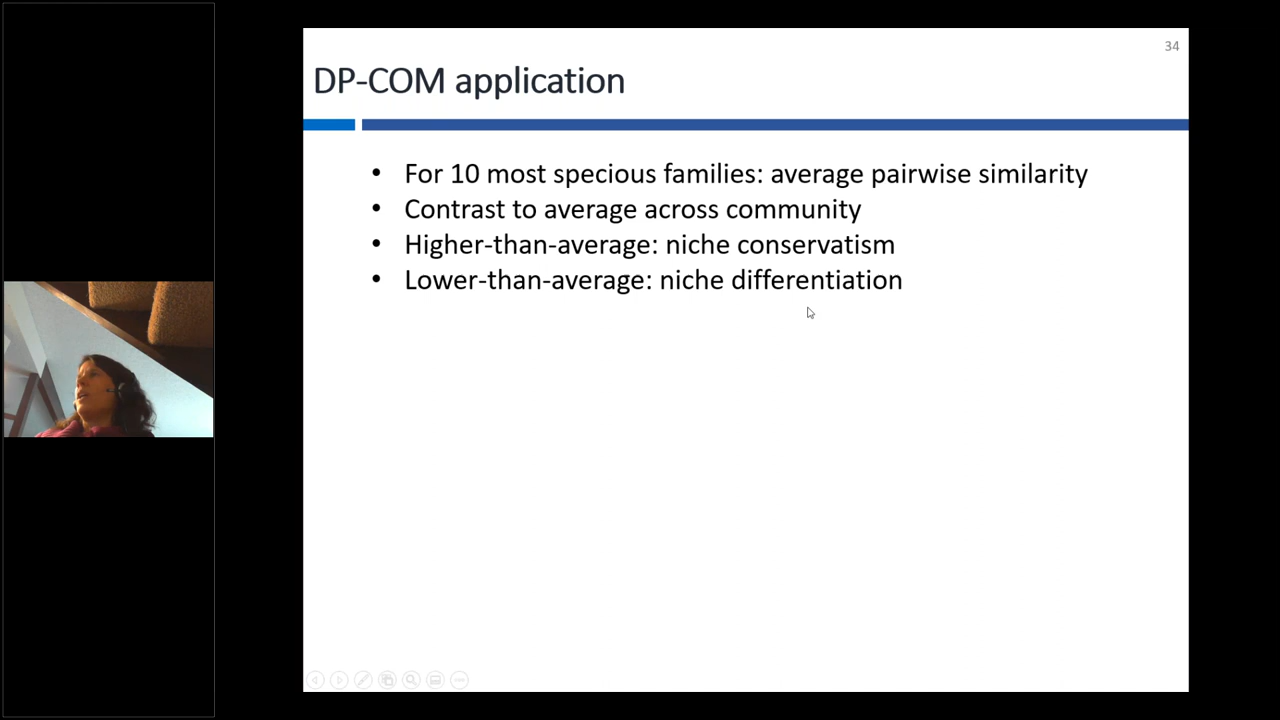 34
DP-COM application
• For 10 most specious families: average pairwise similarity
• Contrast to average across community
• Higher-than-average: niche conservatism
• Lower-than-average: niche differentiation